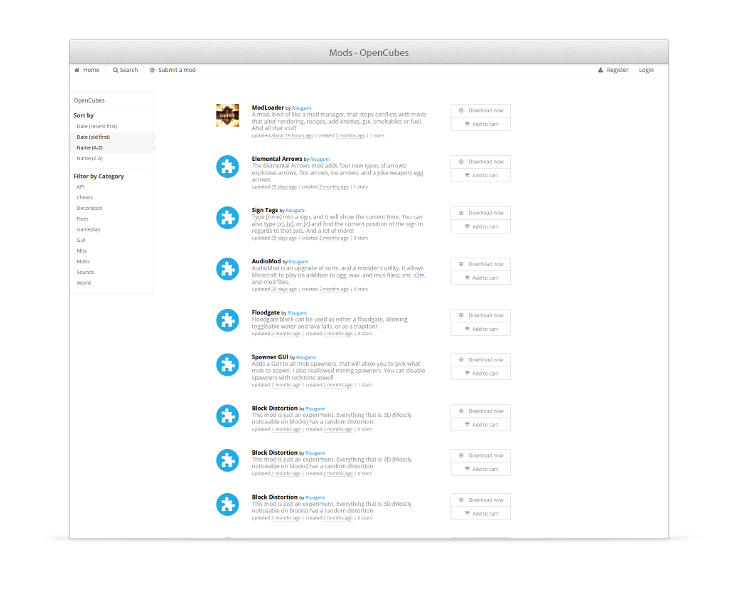 Mods - OpenCubes
Home
Search
Submit a mod
Register
Login
OpenCubes
Sort by
Date (recent first)
Date (old first)
Name (A-Z)
Name (Z-A)
Filter by Category
API
Cheats
Decoration
Fixes
Gameplay
GUI
Misc
Mobs
Sounds
World
ModLoader by Risugami
A mod, kind of like a mod manager, that stops conflicts with mods
that alter rendering, recipes, add entities, gui, smeltables or fuel.
ANd all that stuff
updated about 19 hours ago | created 2 months ago | 1 stars
Download now
Add to cart
Elemental Arrows by Risugami
The Elemental Arrows mod adds four new types of arrows:
explosive arrows, fire arrows, ice arrows, and a joke weapon, egg
arrows
updated 25 days ago | created 2 months ago | 1 stars
Download now
Add to cart
Sign Tags by Risugami
Type [time] into a sign, and it will show the current time. You can
also type [x], [y], or [z] and find the current position of the sign in
regards to that axis. And a lot of more!
updated 25 days ago | created 2 months ago | 0 stars
Download now
Add to cart
AudioMod by Risugami
AudioMod is an upgrade of sorts, and a modder's utility. It allows
Minecraft to play (in addition to ogg, wav, and mus files), xm, s3m,
and mod files.
updated 26 days ago | created 2 months ago | 0 stars
Download now
Add to cart
Floodgate by Risugami
Floodgate block can be used as either a floodgate, allowing
toggleable water and lava falls, or as a trapdoor.
updated 2 months ago | created 2 months ago | 0 stars
Download now
Add to cart
Spawner GUI by Risugami
Adds a GUI to all mob spawners, that will allow you to pick what
mob to spawn. I also reallowed mining spawners. You can disable
spawners with redstone aswell
updated 2 months ago | created 2 months ago | 1 stars
Download now
Add to cart
Block Distortion by Risugami
This mod is just an experiment. Everything that is 3D (Mostly
noticeable on blocks) has a random distortion.
updated 2 months ago | created 2 months ago | 0 stars
Download now
Add to cart
Block Distortion by Risugami
This mod is just an experiment. Everything that is 3D (Mostly
noticeable on blocks) has a random distortion.
updated 2 months ago | created 2 months ago | 0 stars
Download now
Add to cart
Block Distortion by Risugami
This mod is just an experiment. Everything that is 3D (Mostly
noticeable on blocks) has a random distortion.
updated 2 months ago | created 2 months ago | 0 stars
Download now
Add to cart